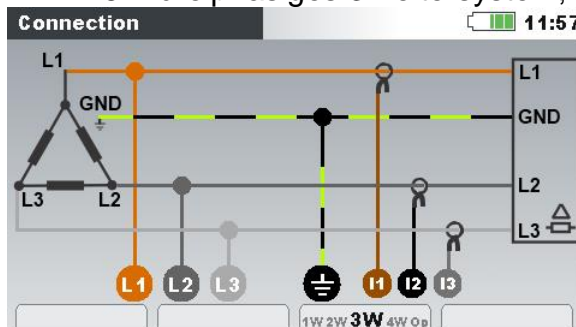 Connection 11:57
L1 L1
GND GND
L3 L2 L2
L3
L1 L2 L3 I1 I2 I3
1W 2W 3W 4W Op